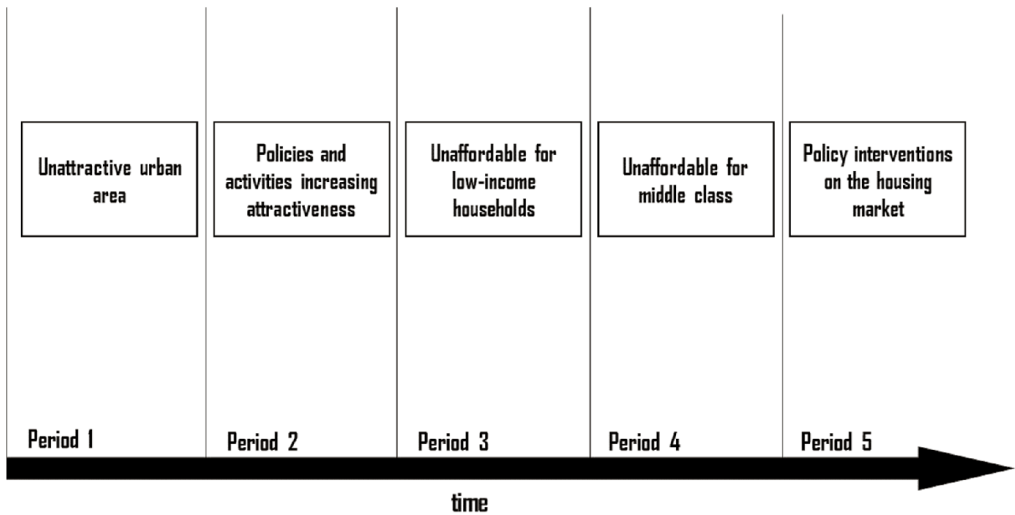 Unattractive urban
area
Policies and
activities increasing
attractiveness
Unaffordable for
low-income
households
Unaffordable for
middle class
Policy interventions
on the housing
market
Period 1
Period 2
Period 3
Period 4
Period 5
time